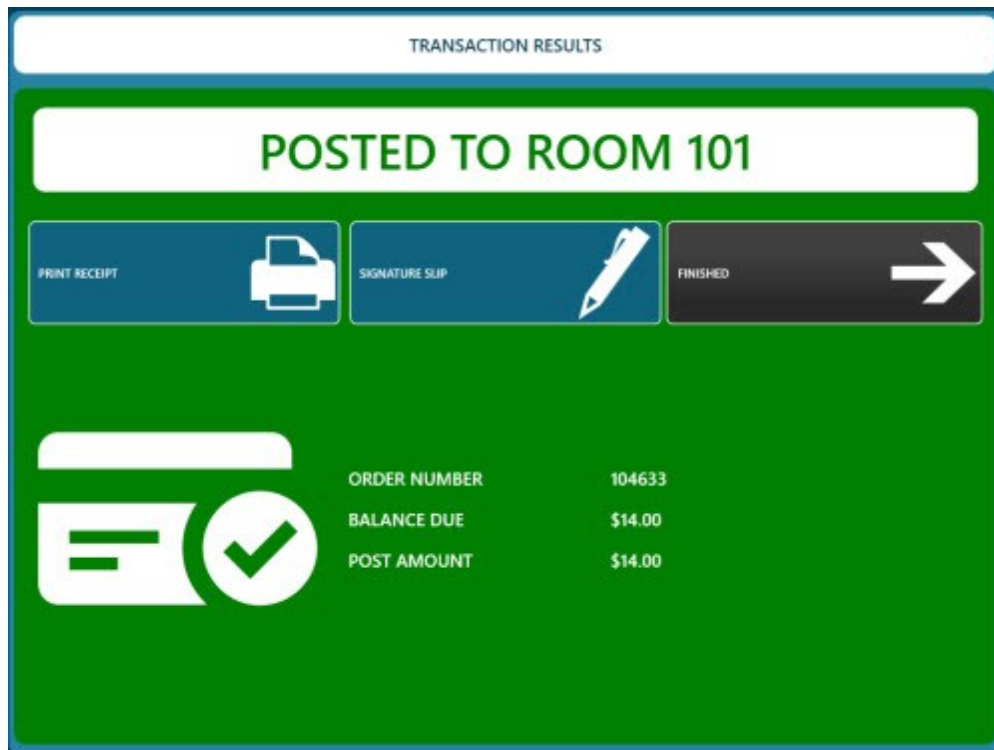 TRANSACTION RESULTS
POSTED TO ROOM 101
PRINT RECEIPT
SIGNATURE SLIP
FINISHED
ORDER NUMBER 104633
BALANCE DUE $14.00
POST AMOUNT $14.00